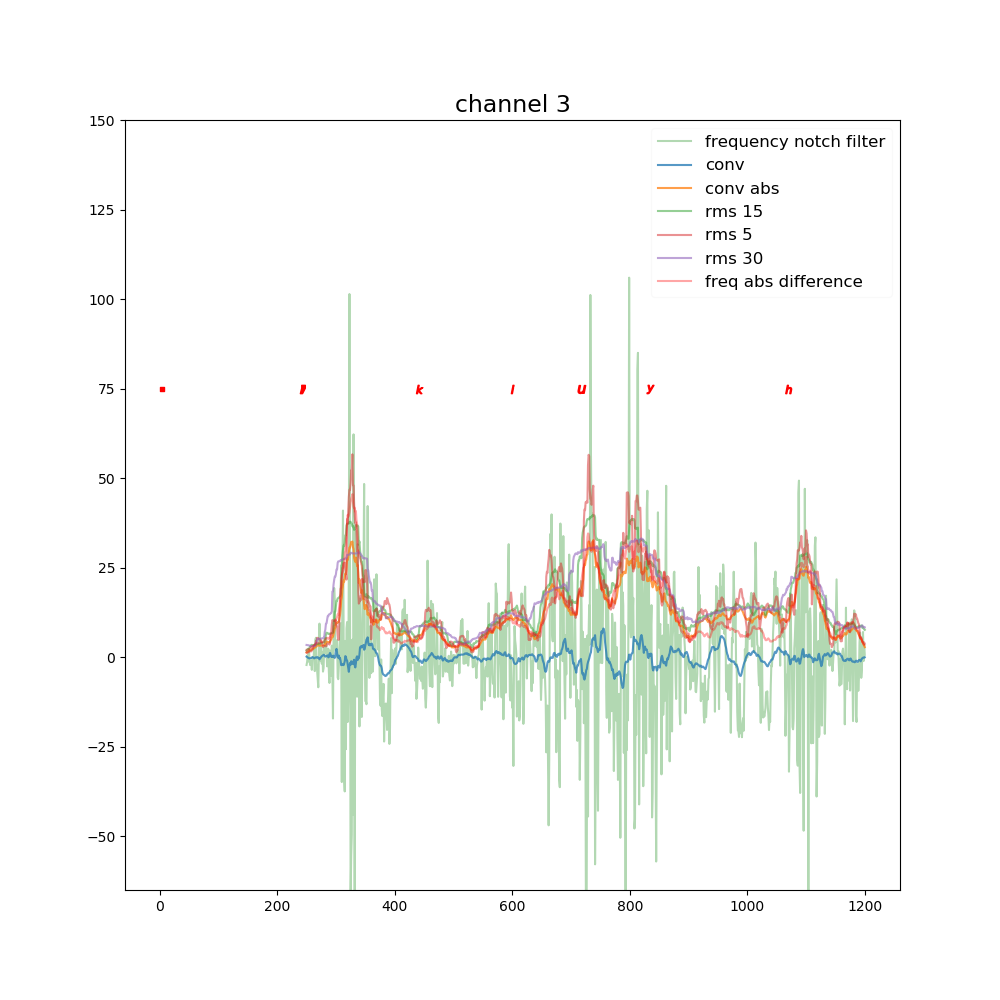 channel 3
150
125
100
75
50
25
0
−25
−50
frequency notch filter
conv
conv abs
rms 15
rms 5
rms 30
freq abs difference
k l u y h
0 200 400 600 800 1000 1200